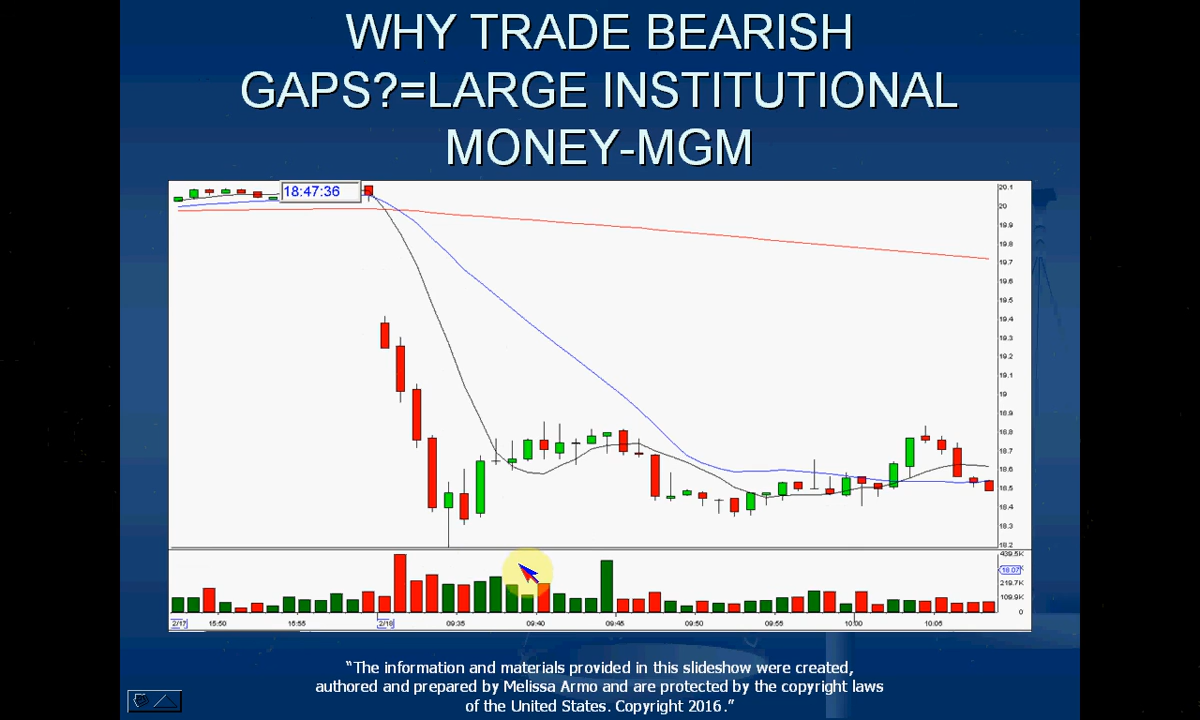 WHY TRADE BEARISH
GAPS?=LARGE INSTITUTIONAL
MONEY-MGM
18:47:36
20.1
20
19.9
19.8
19.7
19.6
19.5
19.4
19.3
19.2
19.1
19
18.9
18.8
18.7
18.6
18.5
18.4
18.3
18.2
439.5K
18.07
219.7K
109.9K
0
2/17 15:50 15:55 2/18 09:35 09:40 09:45 09:50 09:55 10:00 10:05
“The information and materials provided in this slideshow were created,
authored and prepared by Melissa Armo and are protected by the copyright laws
of the United States. Copyright 2016.”